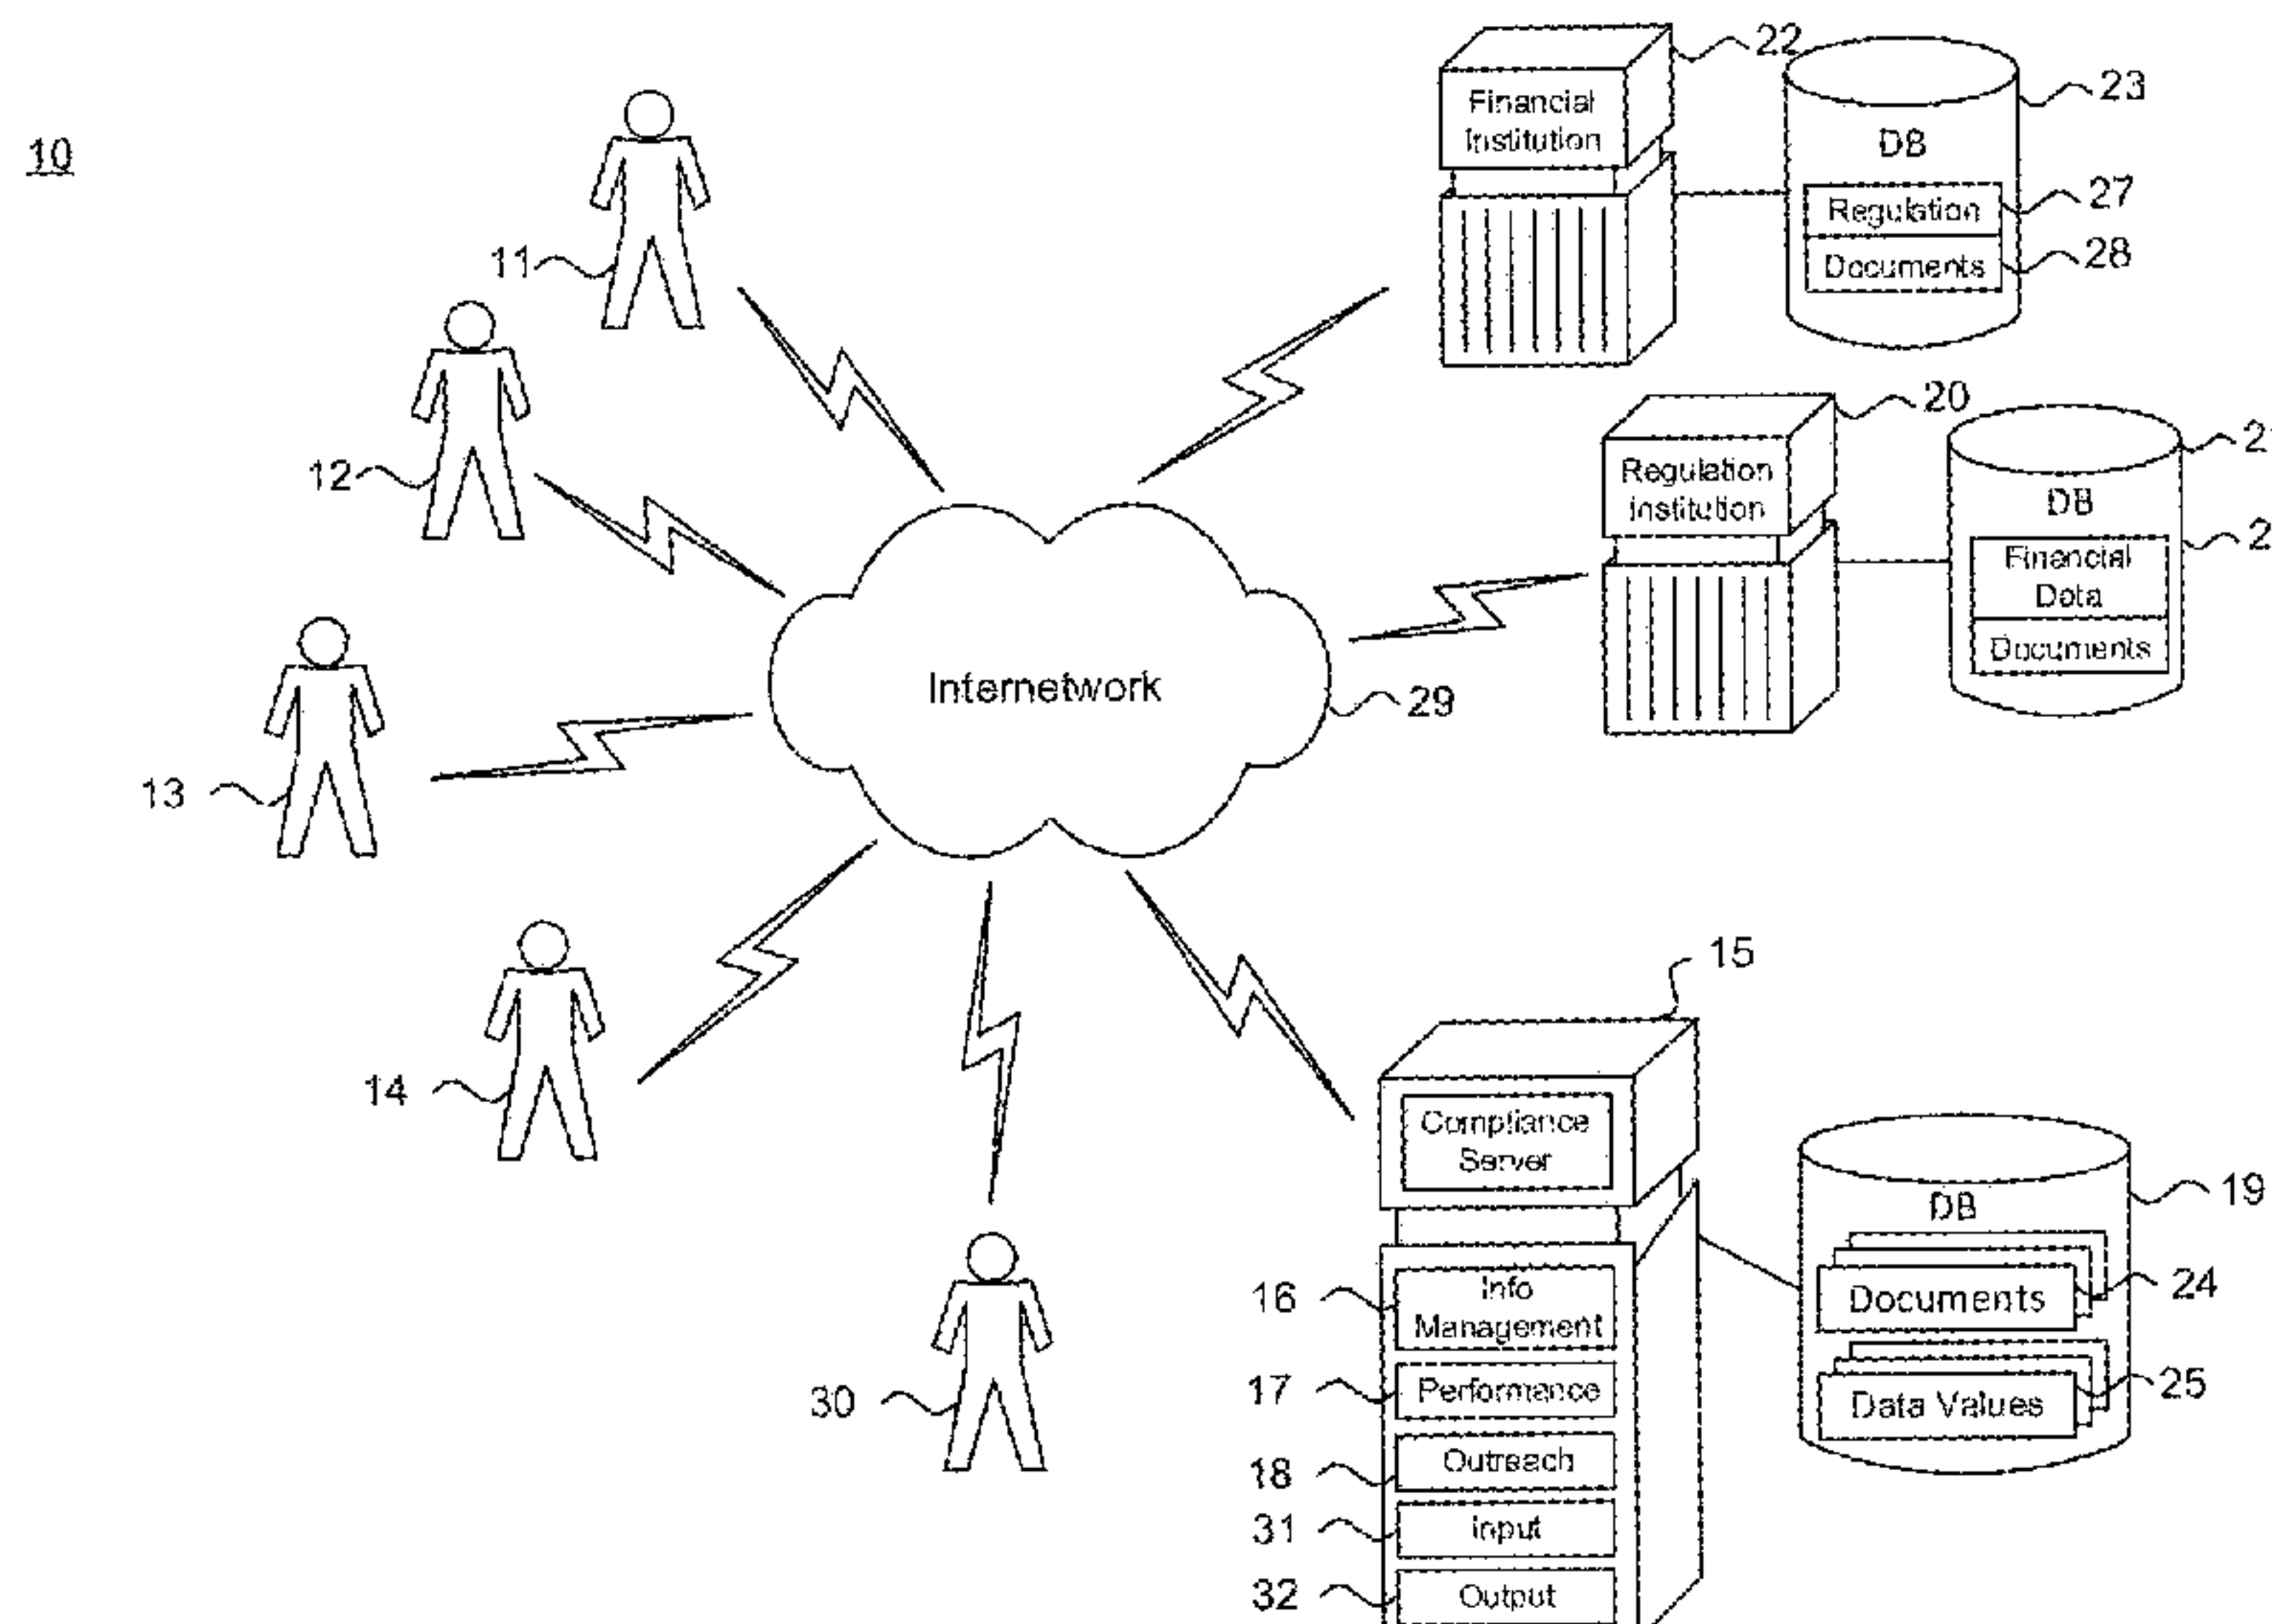 10
22
Financial
Institution
23
DB
Regulation
27
Documents
28
11
12
20
Regulation
Institution
DB
Financial
Data
Documents
Internetwork
29
13
14
15
Compliance
Server
19
DB
Documents
24
Data Values
25
16
Info
Management
17
Performance
18
Outreach
31
Input
32
Output
30